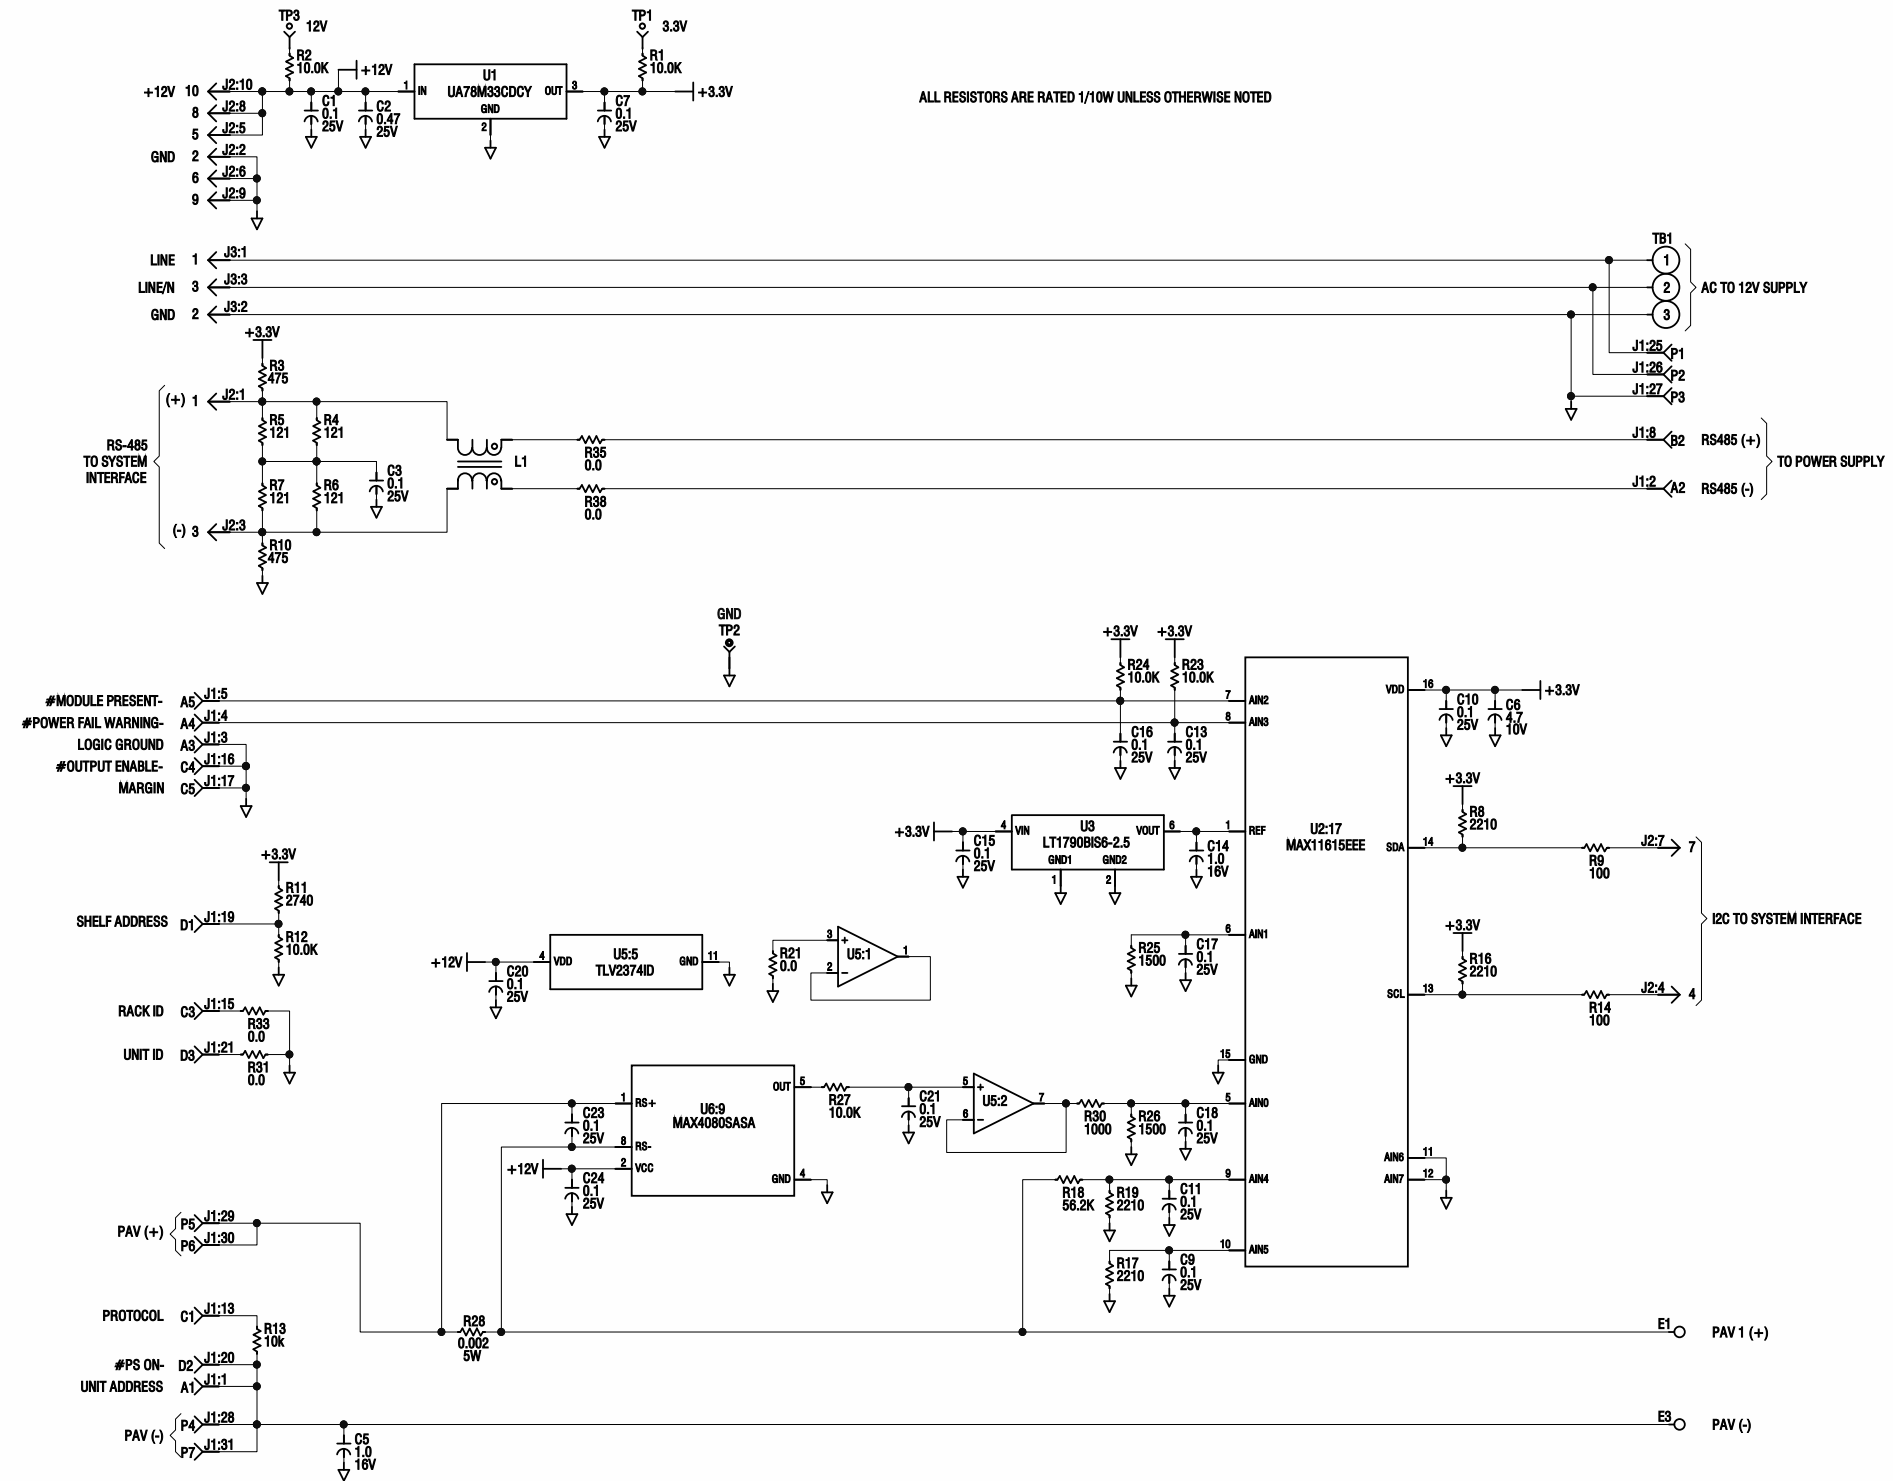 TP3
12V
R2
10.0K
+12V
+12V 10 J2:10
8 J2:8
5 J2:5
GND 2 J2:2
6 J2:6
9 J2:9
C1
0.1
25V
C2
0.47
25V
1 IN
U1
UA78M33CDCY
GND
2
OUT 3
TP1
3.3V
R1
10.0K
C7
0.1
25V
+3.3V
ALL RESISTORS ARE RATED 1/10W UNLESS OTHERWISE NOTED
LINE 1 J3:1
LINE/N 3 J3:3
GND 2 J3:2
TB1
1
2
3
AC TO 12V SUPPLY
J1:25 P1
J1:26 P2
J1:27 P3
+3.3V
R3
475
RS-485
TO SYSTEM
INTERFACE
(+) 1 J2:1
R5
121
R4
121
R7
121
R6
121
C3
0.1
25V
(-) 3 J2:3
R10
475
L1
R35
0.0
R38
0.0
J1:8 B2 RS485 (+)
J1:2 A2 RS485 (-)
TO POWER SUPPLY
GND
TP2
#MODULE PRESENT- A5 J1:5
#POWER FAIL WARNING- A4 J1:4
LOGIC GROUND A3 J1:3
#OUTPUT ENABLE- C4 J1:16
MARGIN C5 J1:17
+3.3V
R24
10.0K
+3.3V
R23
10.0K
C16
0.1
25V
C13
0.1
25V
7 AIN2
8 AIN3
VDD 16
C10
0.1
25V
C6
4.7
10V
+3.3V
+3.3V
C15
0.1
25V
4 VIN
U3
LT1790BIS6-2.5
GND1
GND2
1
2
VOUT 6
C14
1.0
16V
1 REF
U2:17
MAX11615EEE
+3.3V
R8
2210
SDA 14
R9
100
J2:7 7
I2C TO SYSTEM INTERFACE
+3.3V
R16
2210
SCL 13
R14
100
J2:4 4
+3.3V
R11
2740
SHELF ADDRESS D1 J1:19
R12
10.0K
RACK ID C3 J1:15
R33
0.0
UNIT ID D3 J1:21
R31
0.0
+12V
C20
0.1
25V
4 VDD
U5:5
TLV2374ID
GND 11
R21
0.0
3 +
2 -
U5:1
1
R25
1500
C17
0.1
25V
6 AIN1
15 GND
C23
0.1
25V
+12V
C24
0.1
25V
1 RS+
8 RS-
2 VCC
U6:9
MAX4080SASA
OUT 5
GND 4
R27
10.0K
C21
0.1
25V
5 +
6 -
U5:2
7
R30
1000
R26
1500
C18
0.1
25V
5 AIN0
AIN6 11
AIN7 12
R18
56.2K
R19
2210
C11
0.1
25V
9 AIN4
R17
2210
C9
0.1
25V
10 AIN5
PAV (+)
P5 J1:29
P6 J1:30
PROTOCOL C1 J1:13
R13
10k
#PS ON- D2 J1:20
UNIT ADDRESS A1 J1:1
PAV (-)
P4 J1:28
P7 J1:31
C5
1.0
16V
R28
0.002
5W
E1 PAV 1 (+)
E3 PAV (-)